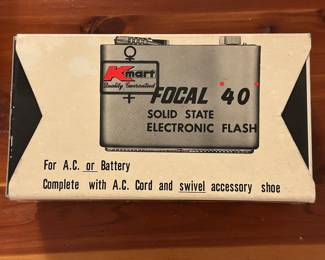 Kmart
Quality Guaranteed
FOCAL 40
SOLID STATE
ELECTRONIC FLASH
For A.C. or Battery
Complete with A.C. Cord and swivel accessory shoe